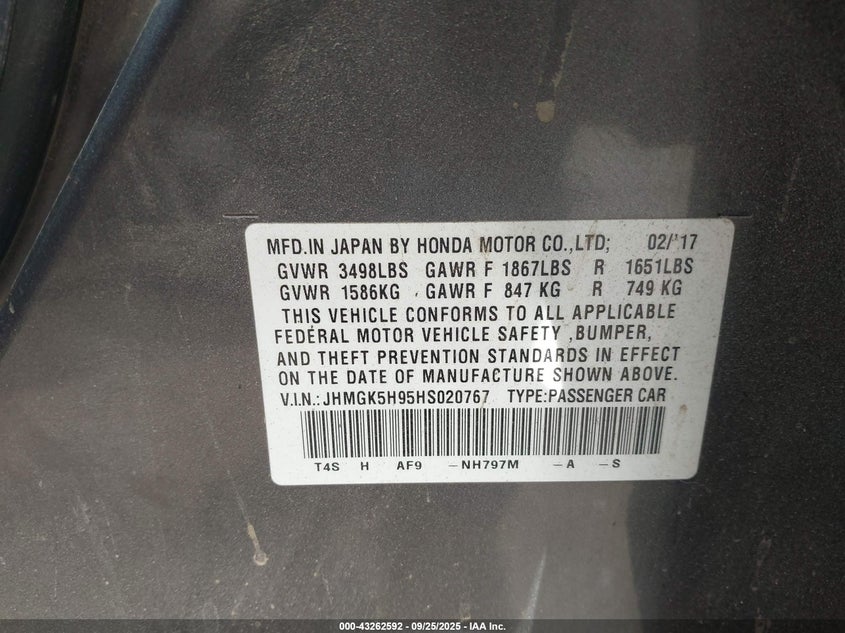 MFD.IN JAPAN BY HONDA MOTOR CO.,LTD; 02/'17
GVWR 3498LBS GAWR F 1867LBS R 1651LBS
GVWR 1586KG GAWR F 847 KG R 749 KG
THIS VEHICLE CONFORMS TO ALL APPLICABLE
FEDERAL MOTOR VEHICLE SAFETY ,BUMPER,
AND THEFT PREVENTION STANDARDS IN EFFECT
ON THE DATE OF MANUFACTURE SHOWN ABOVE.
V.I.N.: JHMGK5H95HS020767 TYPE:PASSENGER CAR
T4S H AF9 -NH797M -A -S
000-43262592 - 09/25/2025 - IAA Inc.